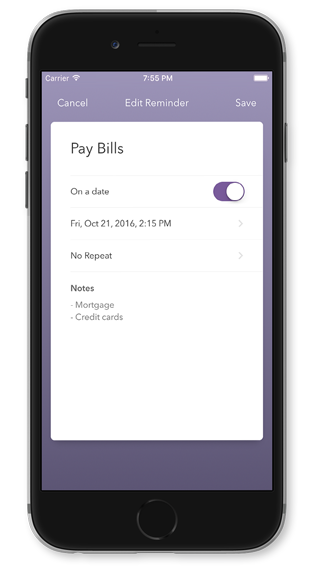 Carrier 7:55 PM
Cancel Edit Reminder Save
Pay Bills
On a date
Fri, Oct 21, 2016, 2:15 PM
No Repeat
Notes
- Mortgage
- Credit cards